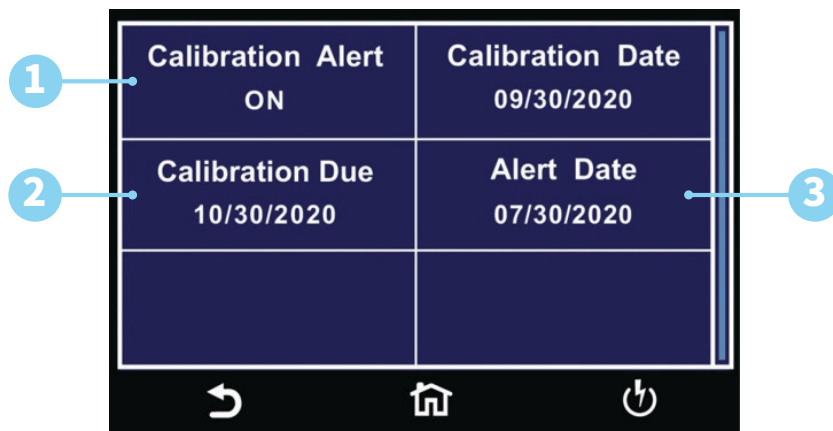 1
Calibration Alert
ON
Calibration Date
09/30/2020
2
Calibration Due
10/30/2020
Alert Date
07/30/2020
3